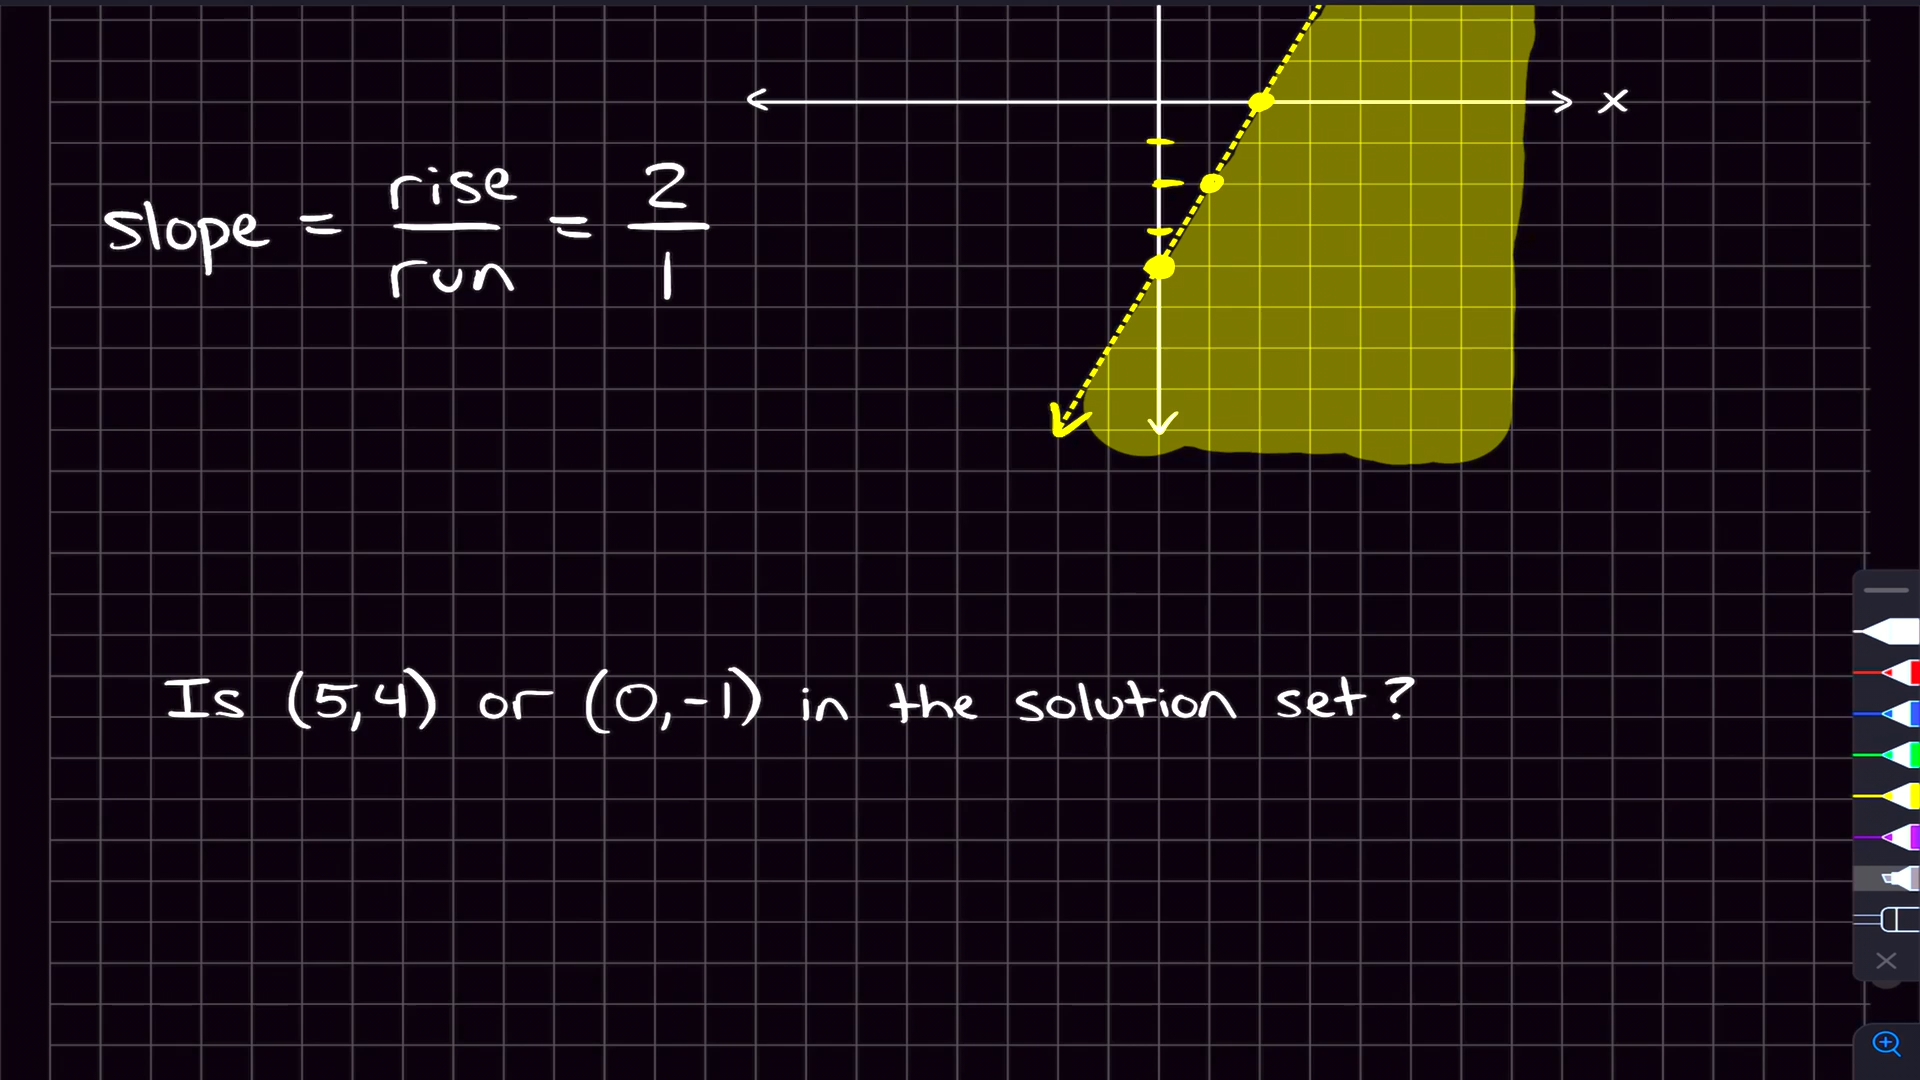 x
slope = rise/run = 2/1
Is (5,4) or (0,-1) in the solution set?